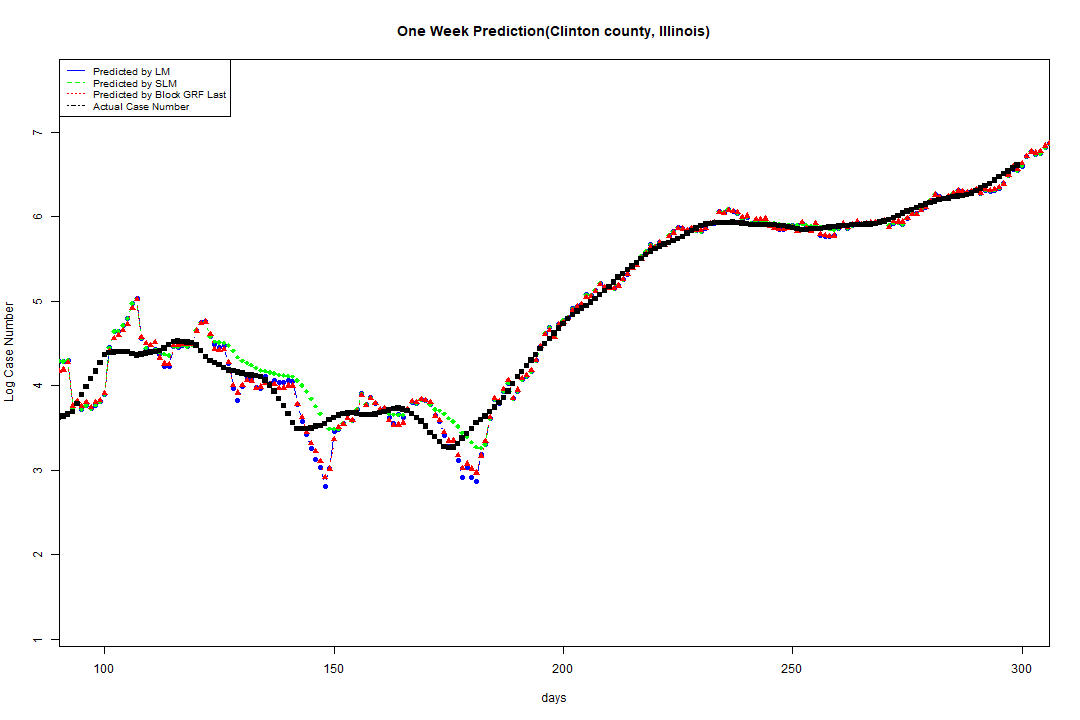 One Week Prediction(Clinton county, Illinois)
Predicted by LM
Predicted by SLM
Predicted by Block GRF Last
Actual Case Number
Log Case Number
7
6
5
4
3
2
1
100 150 200 250 300
days